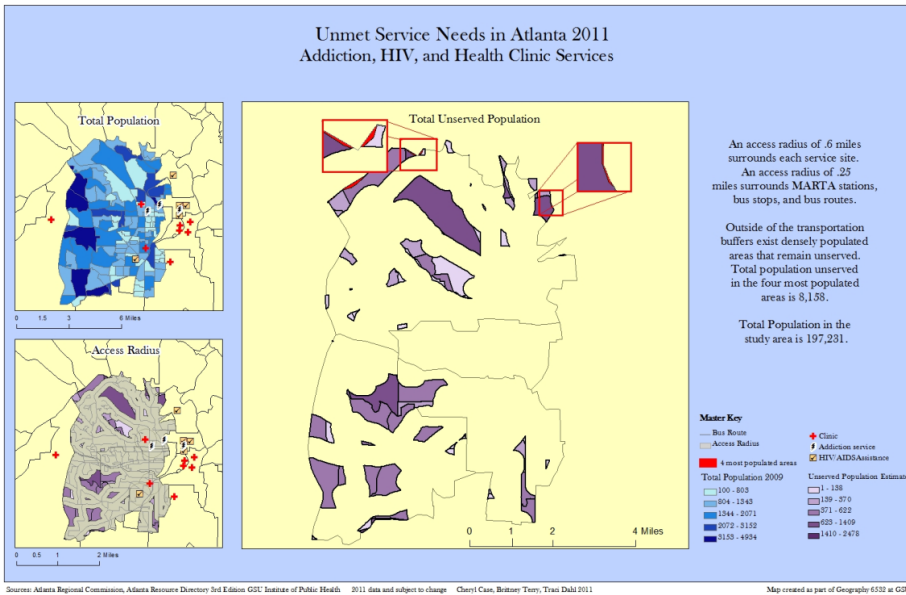 Unmet Service Needs in Atlanta 2011
Addiction, HIV, and Health Clinic Services
Total Population
0 1.5 3 6 Miles
Access Radius
0 0.5 1 2 Miles
Total Unserved Population
0 1 2 4 Miles
An access radius of .6 miles
surrounds each service site.
An access radius of .25
miles surrounds MARTA stations,
bus stops, and bus routes.
Outside of the transportation
buffers exist densely populated
areas that remain unserved.
Total population unserved
in the four most populated
areas is 8,158.
Total Population in the
study area is 197,231.
Master Key
Bus Route
Access Radius
4 most populated areas
Clinic
Addiction service
HIV/AIDSAssistance
Total Population 2009
100 - 803
804 - 1343
1344 - 2071
2072 - 3152
3153 - 4934
Unserved Population Estimat
1 - 138
139 - 370
371 - 622
623 - 1409
1410 - 2478
Sources: Atlanta Regional Commission, Atlanta Resource Directory 3rd Edition GSU Institute of Public Health 2011 data and subject to change Cheryl Case, Brittney Terry, Traci Dahl 2011
Map created as part of Geography 6532 at GSU